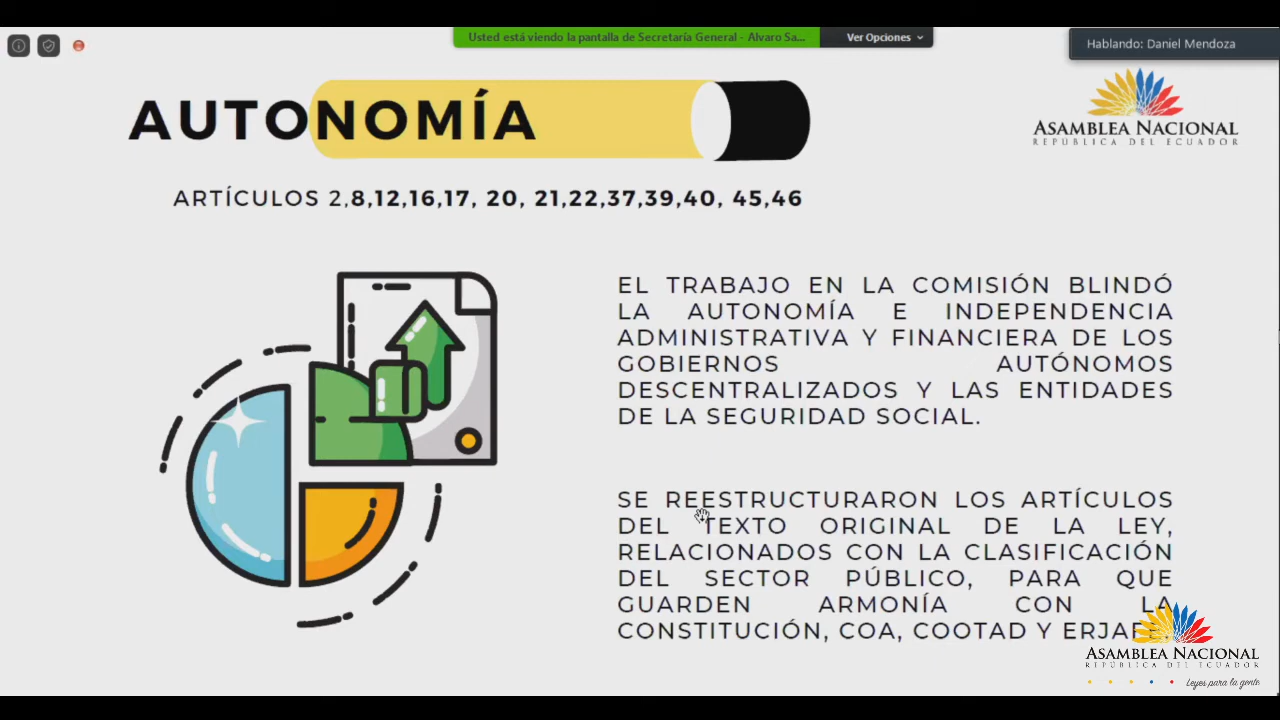 Usted está viendo la pantalla de Secretaría General - Alvaro Sa...
Ver Opciones
Hablando: Daniel Mendoza
AUTONOMÍA
ASAMBLEA NACIONAL
REPÚBLICA DEL ECUADOR
ARTÍCULOS 2,8,12,16,17, 20, 21,22,37,39,40, 45,46
EL TRABAJO EN LA COMISIÓN BLINDÓ
LA AUTONOMÍA E INDEPENDENCIA
ADMINISTRATIVA Y FINANCIERA DE LOS
GOBIERNOS AUTÓNOMOS
DESCENTRALIZADOS Y LAS ENTIDADES
DE LA SEGURIDAD SOCIAL.
SE REESTRUCTURARON LOS ARTÍCULOS
DEL TEXTO ORIGINAL DE LA LEY,
RELACIONADOS CON LA CLASIFICACIÓN
DEL SECTOR PÚBLICO, PARA QUE
GUARDEN ARMONÍA CON LA
CONSTITUCIÓN, COA, COOTAD Y ERJAFE.
ASAMBLEA NACIONAL
REPÚBLICA DEL ECUADOR
Leyes para la gente